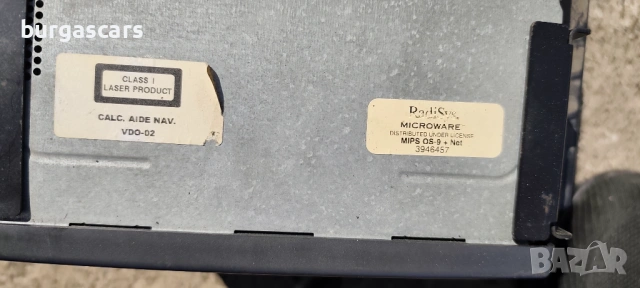 burgascars
CLASS I
LASER PRODUCT
CALC. AIDE NAV.
VDO-02
RadiSys
MICROWARE
DISTRIBUTED UNDER LICENSE
MIPS OS-9 + Net
3946457
BAZAR